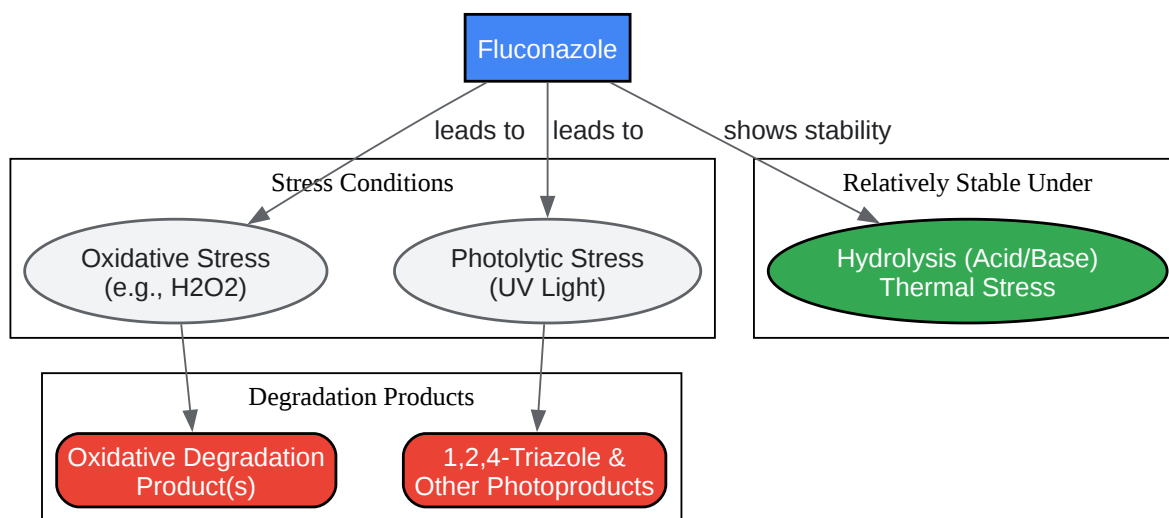 Fluconazole
leads to
leads to
shows stability
Stress Conditions
Relatively Stable Under
Oxidative Stress
(e.g., H2O2)
Photolytic Stress
(UV Light)
Hydrolysis (Acid/Base)
Thermal Stress
Degradation Products
Oxidative Degradation
Product(s)
1,2,4-Triazole &
Other Photoproducts